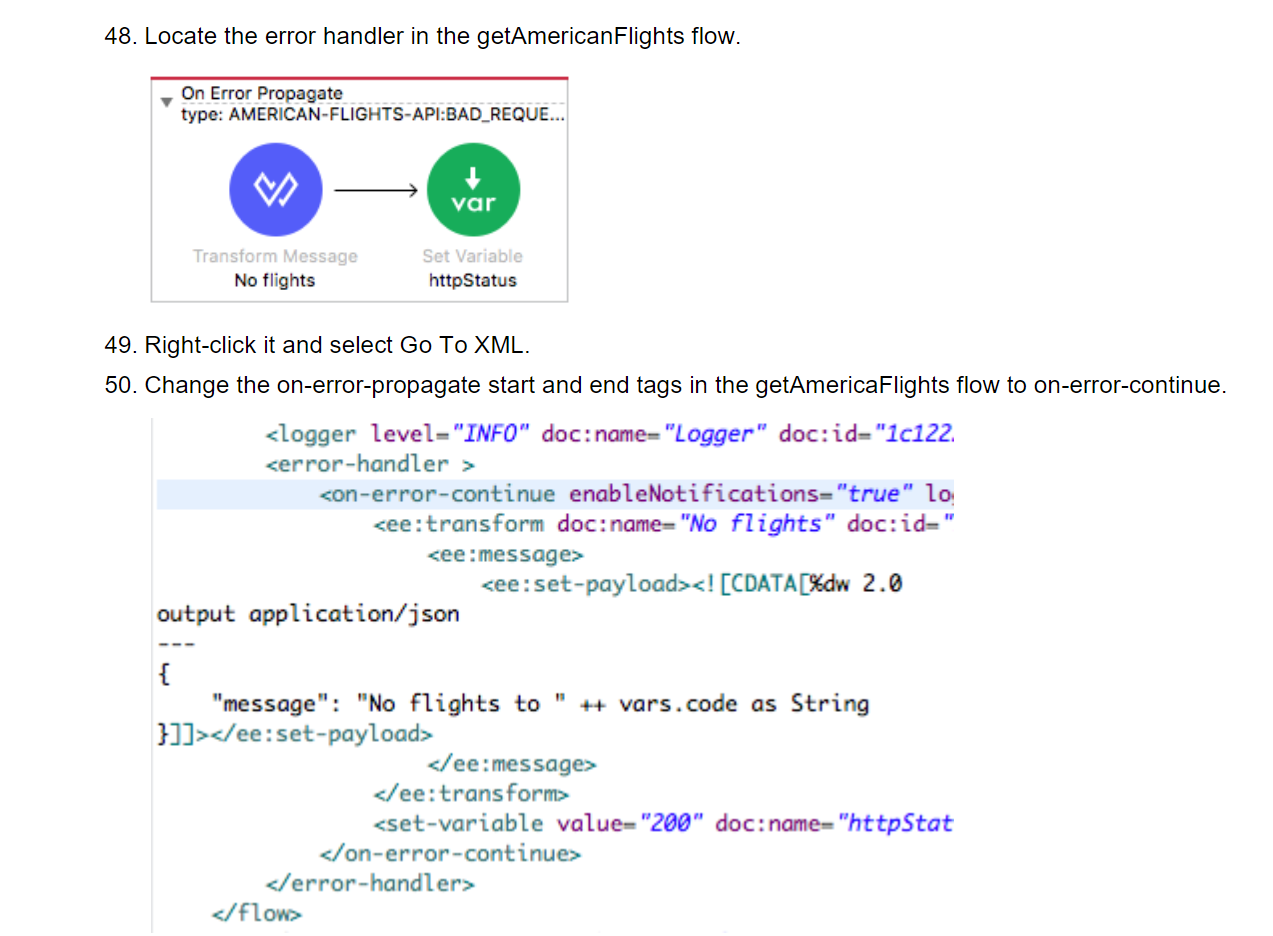 48. Locate the error handler in the getAmericanFlights flow.
On Error Propagate
type: AMERICAN-FLIGHTS-API:BAD_REQUE...
var
Transform Message
No flights
Set Variable
httpStatus
49. Right-click it and select Go To XML.
50. Change the on-error-propagate start and end tags in the getAmericaFlights flow to on-error-continue.
<logger level="INFO" doc:name="Logger" doc:id="1c122
<error-handler >
<on-error-continue enableNotifications="true" lo
<ee:transform doc:name="No flights" doc:id="
<ee:message>
<ee:set-payload><![CDATA[%dw 2.0
output application/json
---
{
"message": "No flights to " ++ vars.code as String
}]]></ee:set-payload>
</ee:message>
</ee:transform>
<set-variable value="200" doc:name="httpStat
</on-error-continue>
</error-handler>
</flow>